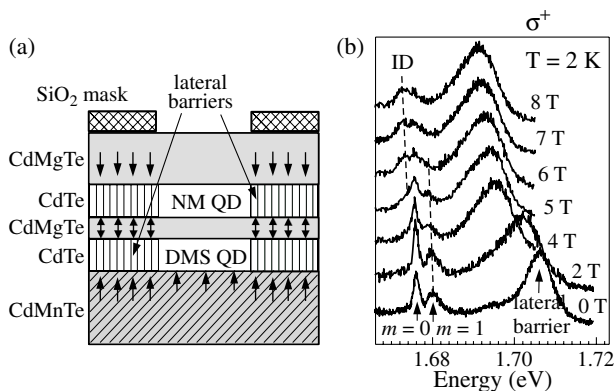 (a)
SiO2 mask
lateral
barriers
CdMgTe
CdTe
NM QD
CdMgTe
CdTe
DMS QD
CdMnTe
(b)
σ+
ID
T = 2 K
8 T
7 T
6 T
5 T
4 T
2 T
0 T
lateral
barrier
m = 0 m = 1
1.68 1.70 1.72
Energy (eV)